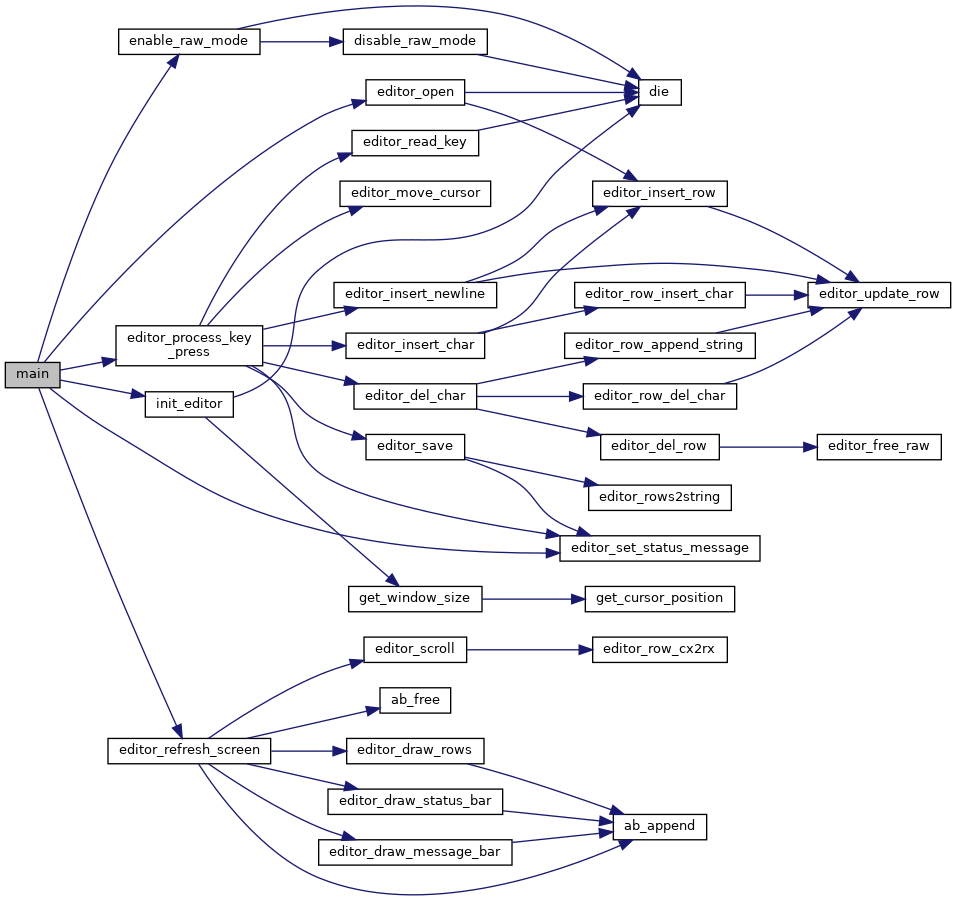 enable_raw_mode
disable_raw_mode
editor_open
die
editor_read_key
editor_move_cursor
editor_insert_row
editor_insert_newline
editor_row_insert_char
editor_update_row
editor_process_key
_press
editor_insert_char
editor_row_append_string
main
init_editor
editor_del_char
editor_row_del_char
editor_save
editor_del_row
editor_free_raw
editor_rows2string
editor_set_status_message
get_window_size
get_cursor_position
editor_scroll
editor_row_cx2rx
ab_free
editor_refresh_screen
editor_draw_rows
editor_draw_status_bar
ab_append
editor_draw_message_bar